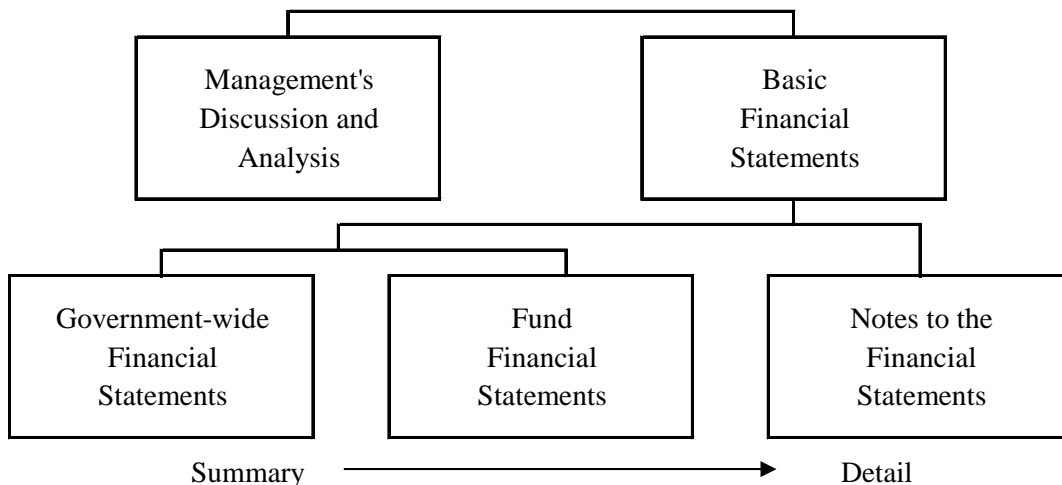 Management's
Discussion and
Analysis
Basic
Financial
Statements
Government-wide
Financial
Statements
Fund
Financial
Statements
Notes to the
Financial
Statements
Summary
Detail